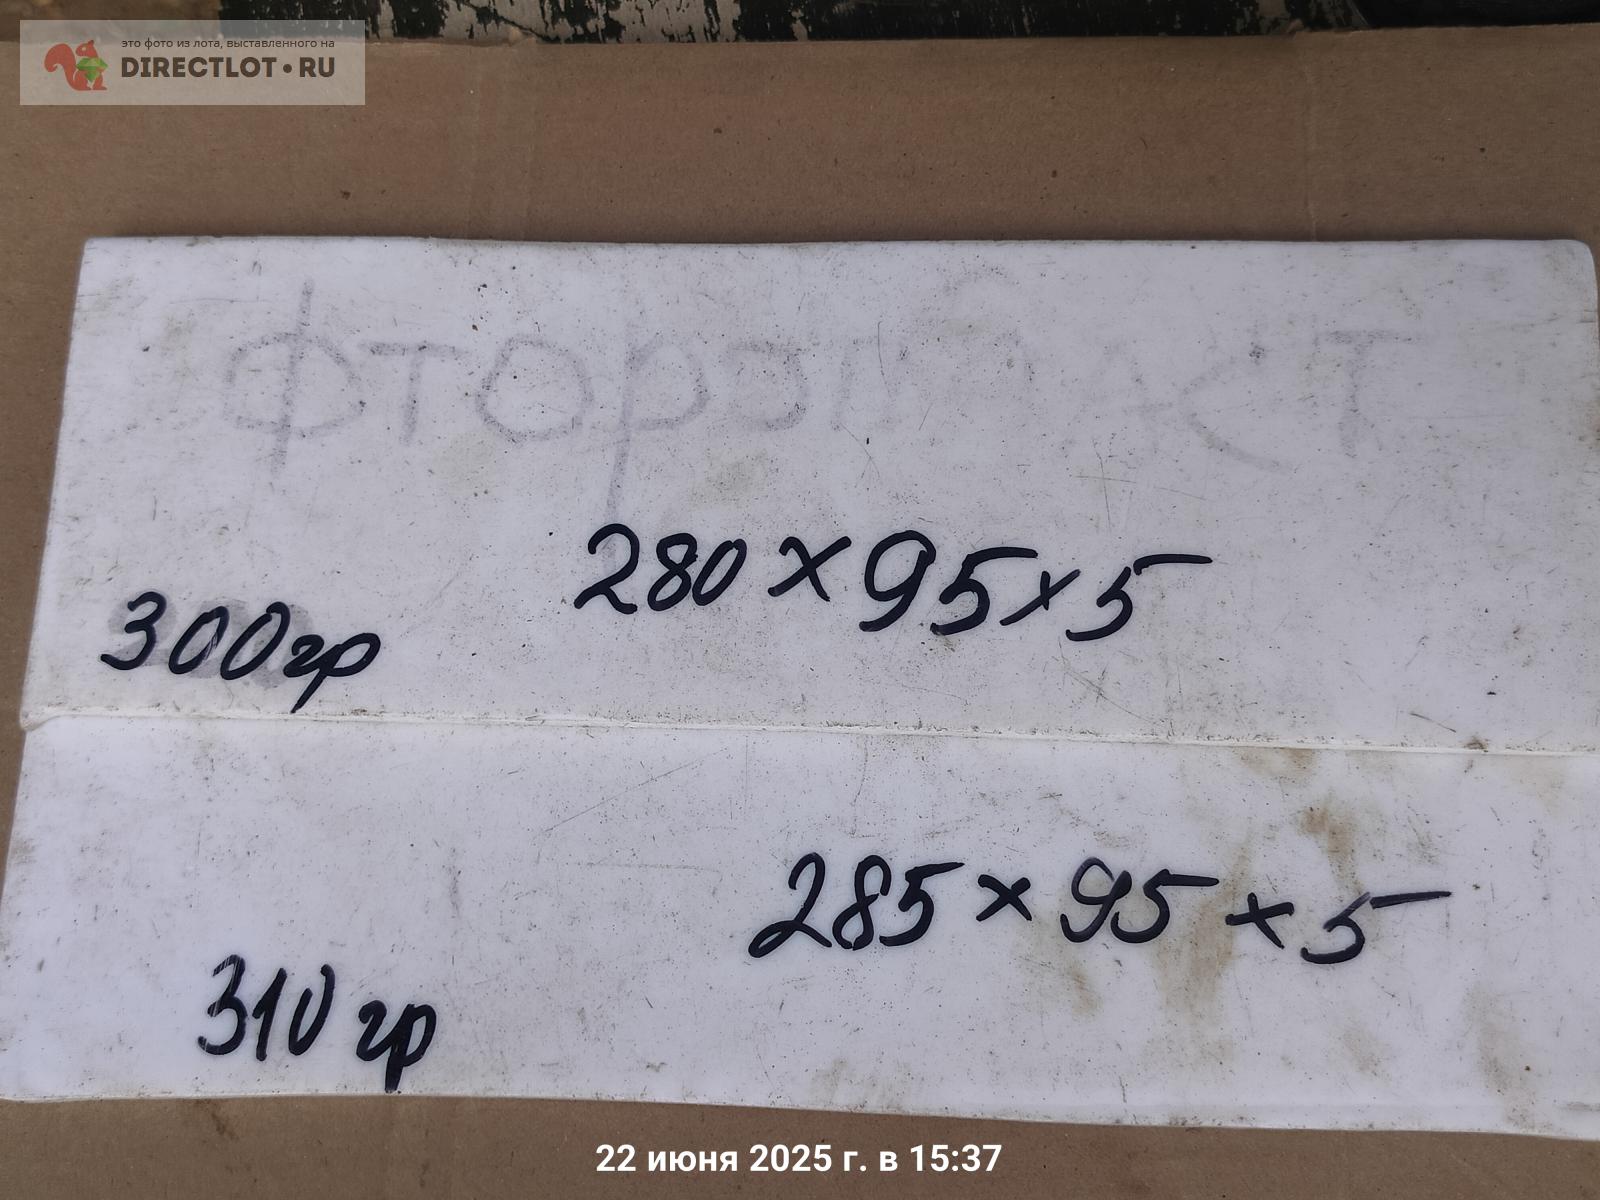 это фото из лота, выставленного на
DIRECTLOT•RU
фторопласт
280×95×5
300гр
285×95×5
310гр
22 июня 2025 г. в 15:37